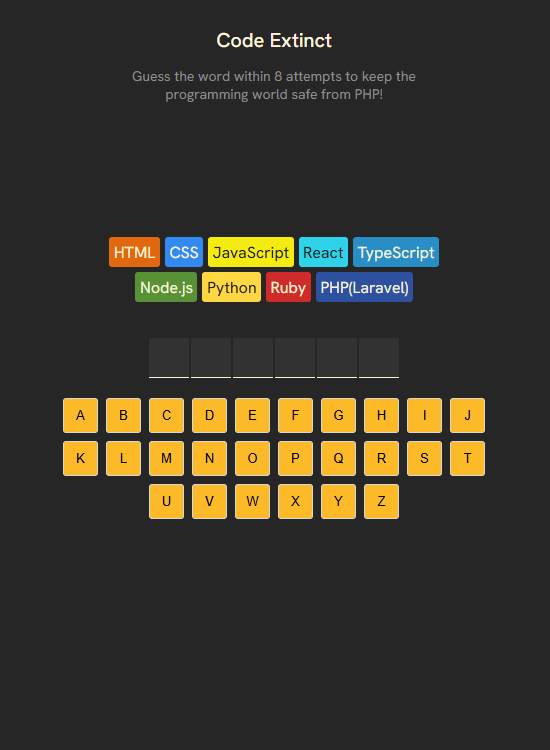 Code Extinct
Guess the word within 8 attempts to keep the
programming world safe from PHP!
HTML CSS JavaScript React TypeScript
Node.js Python Ruby PHP(Laravel)
A B C D E F G H I J
K L M N O P Q R S T
U V W X Y Z